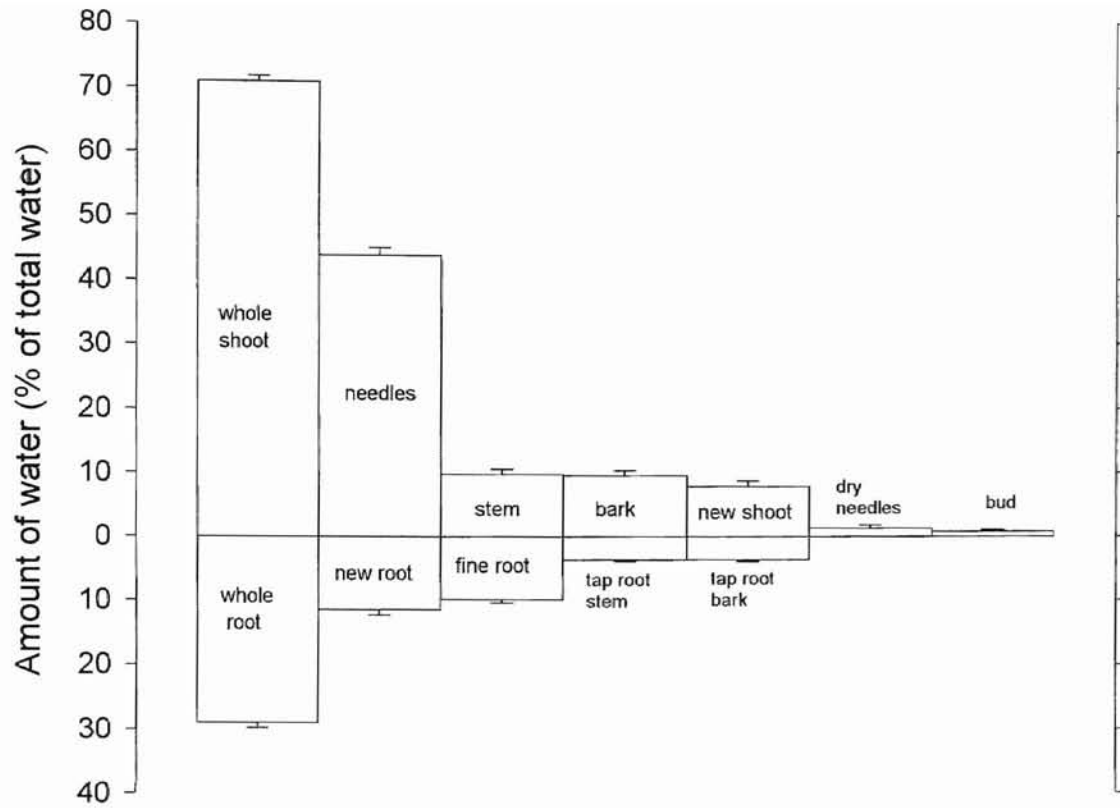 Amount of water (% of total water)
80
70
60
50
40
30
20
10
0
10
20
30
40
whole
shoot
needles
stem
bark
new shoot
dry
needles
bud
whole
root
new root
fine root
tap root
stem
tap root
bark